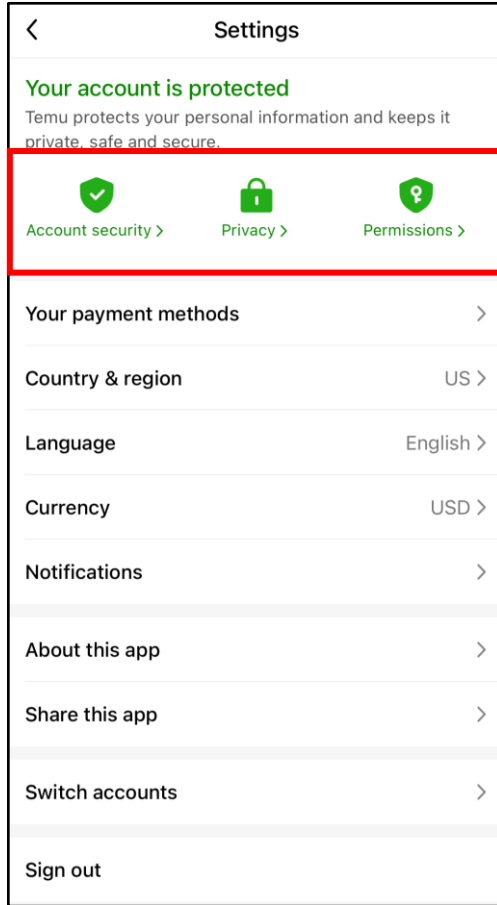 Settings
Your account is protected
Temu protects your personal information and keeps it
private, safe and secure.
Account security >
Privacy >
Permissions >
Your payment methods >
Country & region US >
Language English >
Currency USD >
Notifications >
About this app >
Share this app >
Switch accounts >
Sign out